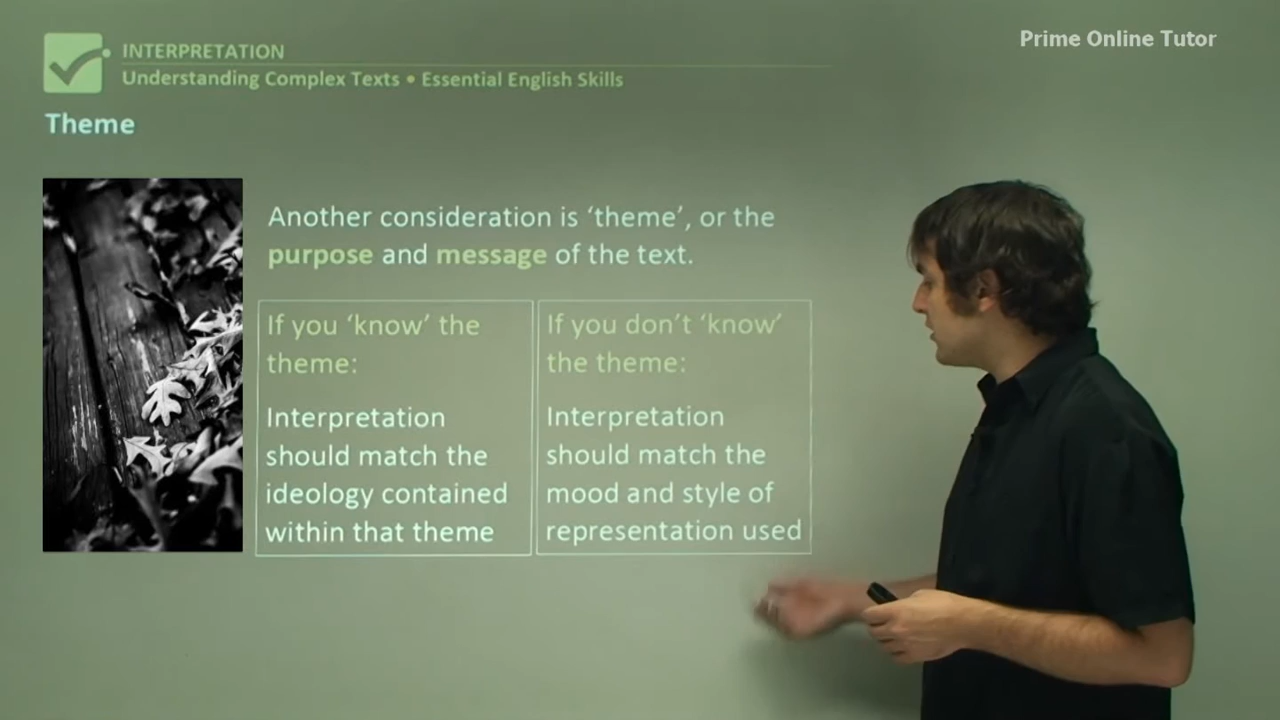 Prime Online Tutor
INTERPRETATION
Understanding Complex Texts • Essential English Skills
Theme
Another consideration is ‘theme’, or the
purpose and message of the text.
If you ‘know’ the
theme:
Interpretation
should match the
ideology contained
within that theme
If you don’t ‘know’
the theme:
Interpretation
should match the
mood and style of
representation used